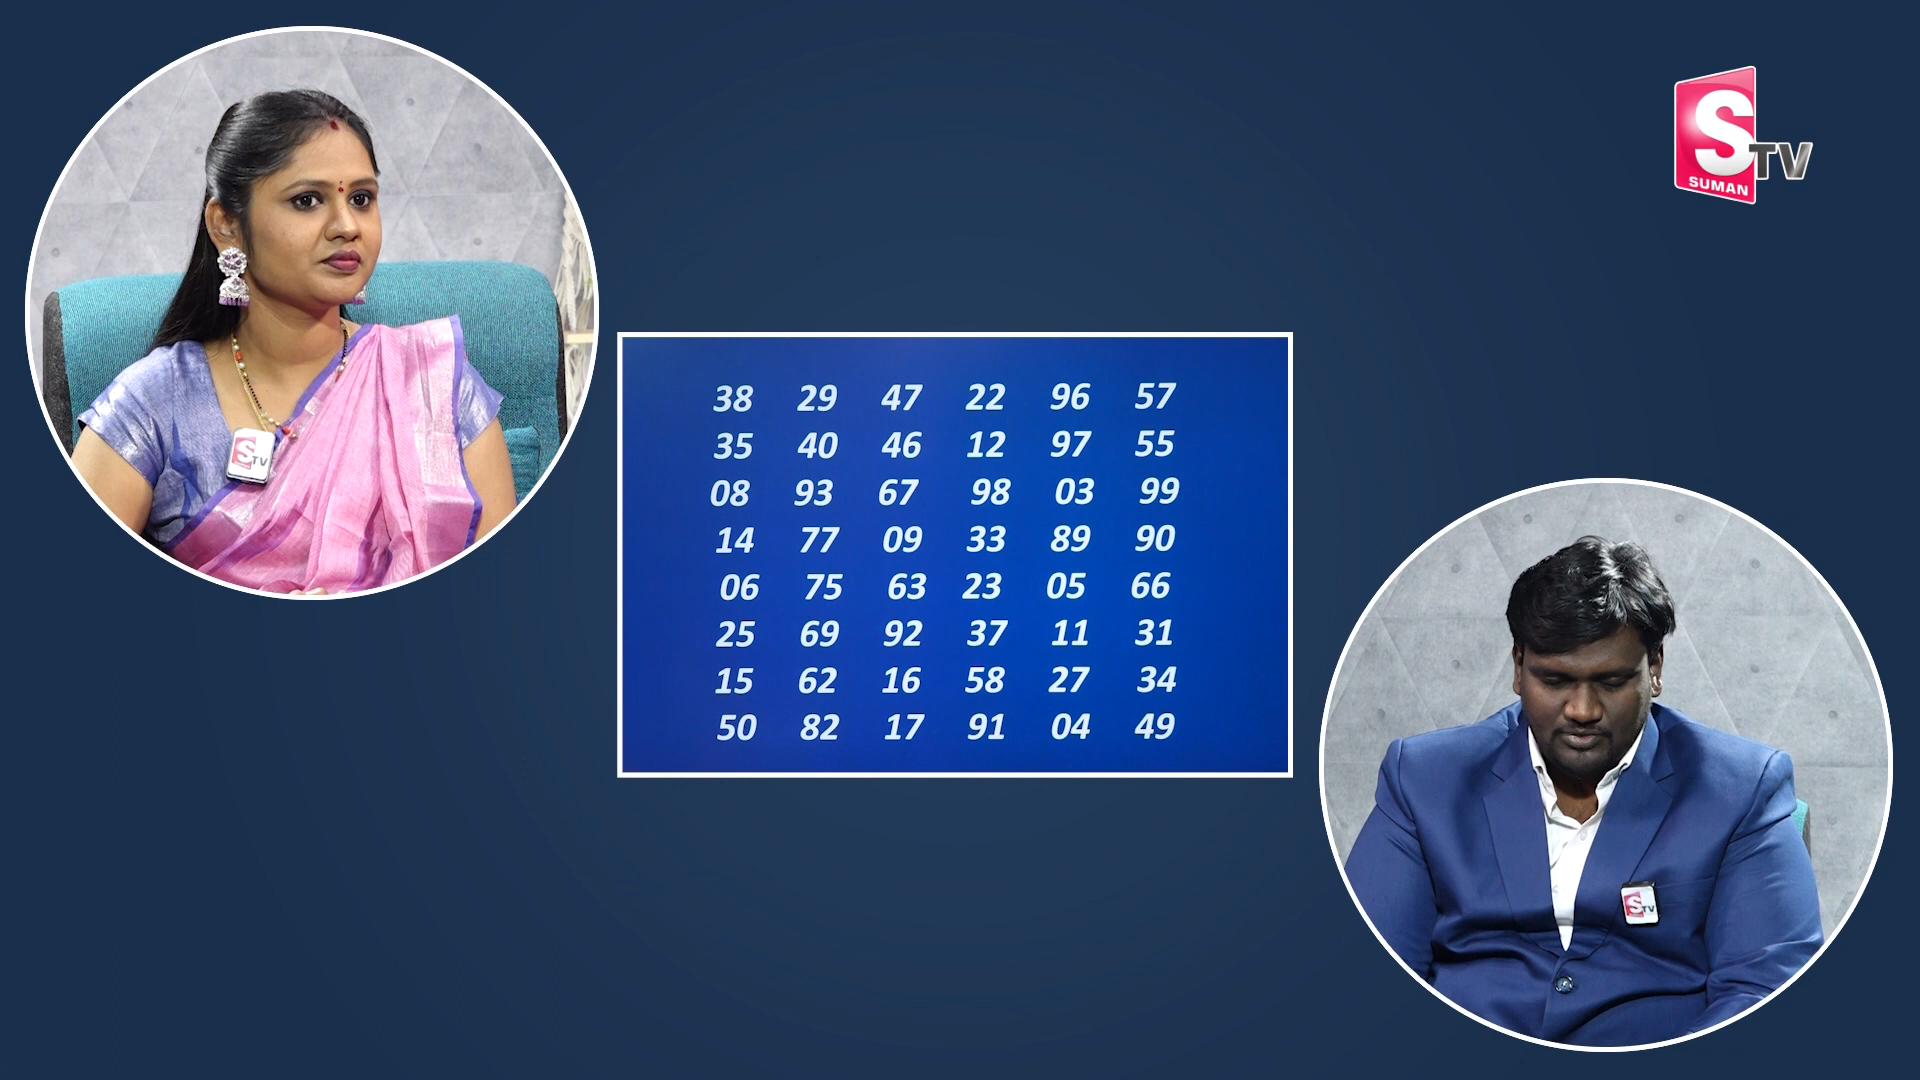 S
TV
SUMAN
38 29 47 22 96 57
35 40 46 12 97 55
08 93 67 98 03 99
14 77 09 33 89 90
06 75 63 23 05 66
25 69 92 37 11 31
15 62 16 58 27 34
50 82 17 91 04 49
S TV
S TV